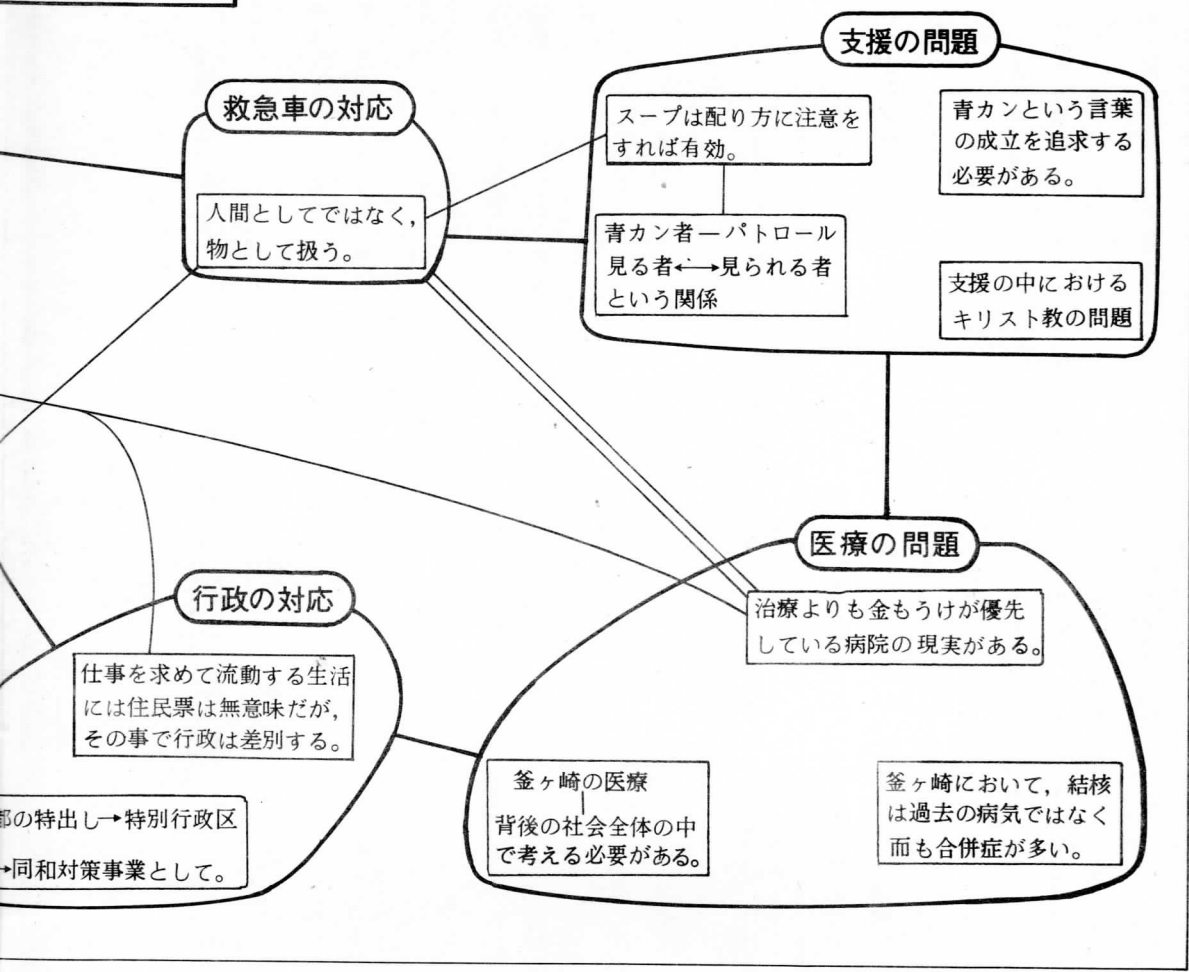 支援の問題
スープは配り方に注意を
すれば有効。
青カンという言葉
の成立を追求する
必要がある。
青カン者―パトロール
見る者←→見られる者
という関係
支援の中における
キリスト教の問題
救急車の対応
人間としてではなく,
物として扱う。
医療の問題
治療よりも金もうけが優先
している病院の現実がある。
釜ヶ崎の医療
背後の社会全体の中
で考える必要がある。
釜ヶ崎において,結核
は過去の病気ではなく
而も合併症が多い。
行政の対応
仕事を求めて流動する生活
には住民票は無意味だが,
その事で行政は差別する。
部の特出し→特別行政区
→同和対策事業として。